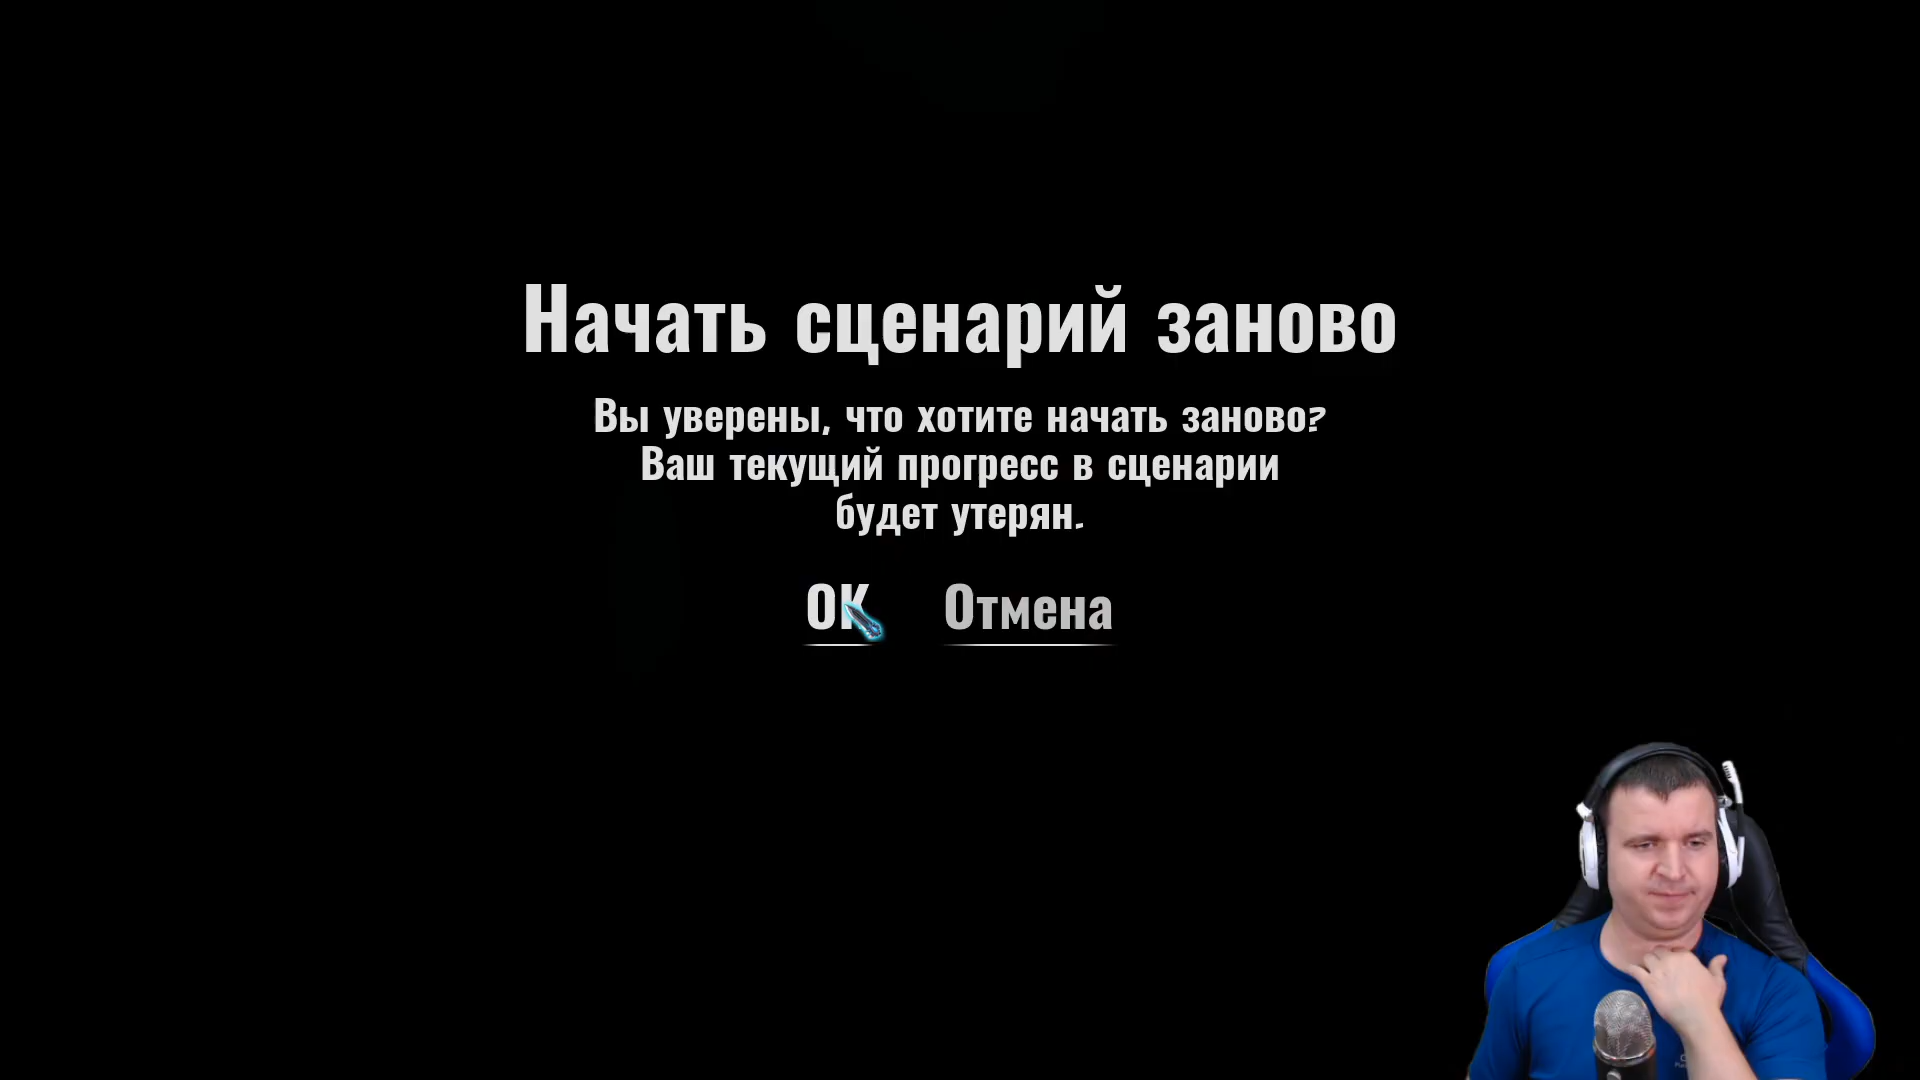 Начать сценарий заново
Вы уверены, что хотите начать заново?
Ваш текущий прогресс в сценарии
будет утерян.
ОК Отмена